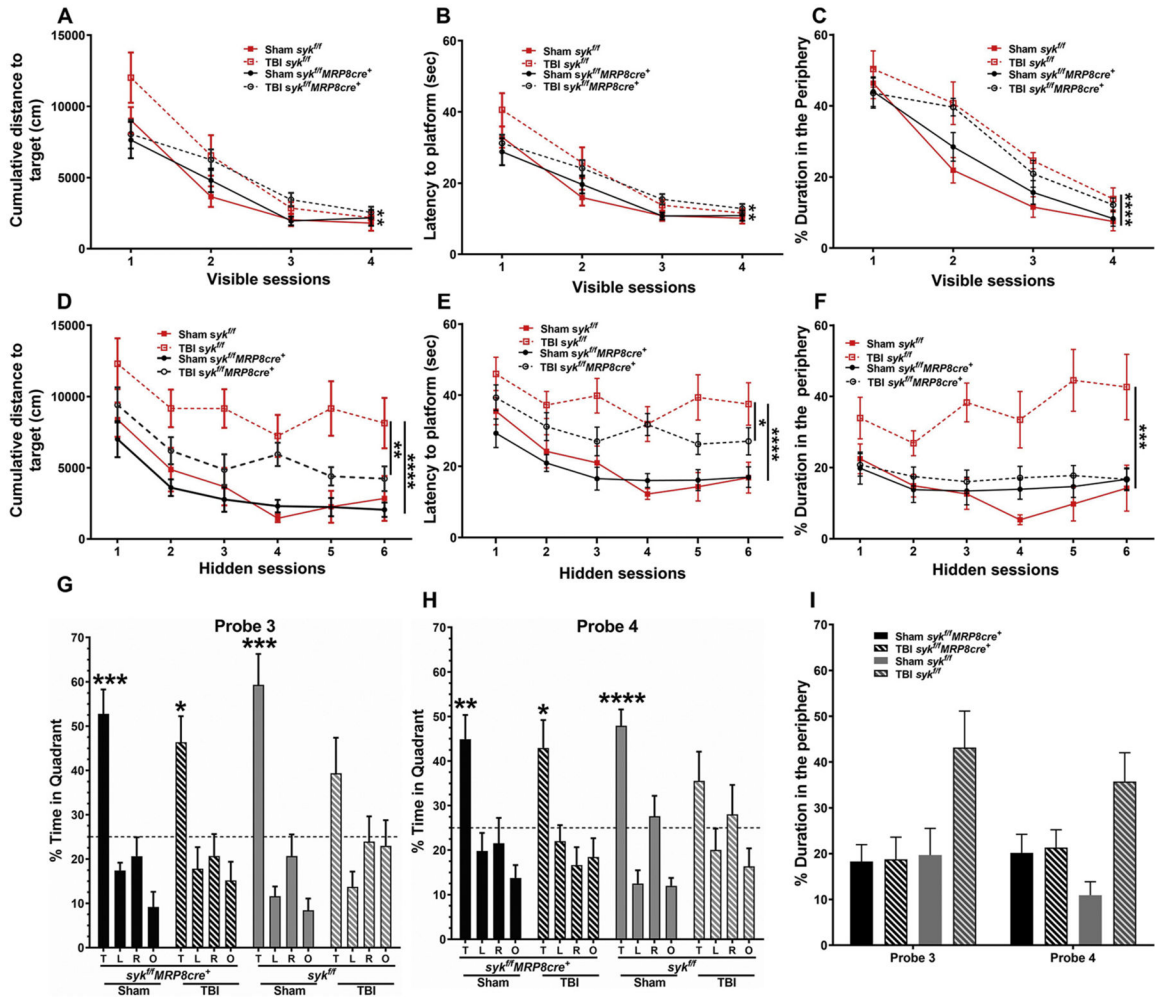 A
Cumulative distance to
target (cm)
15000
10000
5000
0
Sham syk^f/f
TBI syk^f/f
Sham syk^f/f MRP8cre^+
TBI syk^f/f MRP8cre^+
**
1 2 3 4
Visible sessions
B
Latency to platform (sec)
60
40
20
0
Sham syk^f/f
TBI syk^f/f
Sham syk^f/f MRP8cre^+
TBI syk^f/f MRP8cre^+
**
1 2 3 4
Visible sessions
C
% Duration in the Periphery
60
40
20
0
Sham syk^f/f
TBI syk^f/f
Sham syk^f/f MRP8cre^+
TBI syk^f/f MRP8cre^+
****
1 2 3 4
Visible sessions
D
Cumulative distance to
target (cm)
15000
10000
5000
0
Sham syk^f/f
TBI syk^f/f
Sham syk^f/f MRP8cre^+
TBI syk^f/f MRP8cre^+
**
****
1 2 3 4 5 6
Hidden sessions
E
Latency to platform (sec)
60
40
20
0
Sham syk^f/f
TBI syk^f/f
Sham syk^f/f MRP8cre^+
TBI syk^f/f MRP8cre^+
*
****
1 2 3 4 5 6
Hidden sessions
F
% Duration in the periphery
60
40
20
0
Sham syk^f/f
TBI syk^f/f
Sham syk^f/f MRP8cre^+
TBI syk^f/f MRP8cre^+
***
1 2 3 4 5 6
Hidden sessions
G
Probe 3
% Time in Quadrant
70
60
50
40
30
20
10
0
*** * ***
T L R O T L R O T L R O T L R O
syk^f/f MRP8cre^+ syk^f/f
Sham TBI Sham TBI
H
Probe 4
% Time in Quadrant
70
60
50
40
30
20
10
0
** * ****
T L R O T L R O T L R O T L R O
syk^f/f MRP8cre^+ syk^f/f
Sham TBI Sham TBI
I
% Duration in the periphery
70
60
50
40
30
20
10
0
Sham syk^f/f MRP8cre^+
TBI syk^f/f MRP8cre^+
Sham syk^f/f
TBI syk^f/f
Probe 3 Probe 4